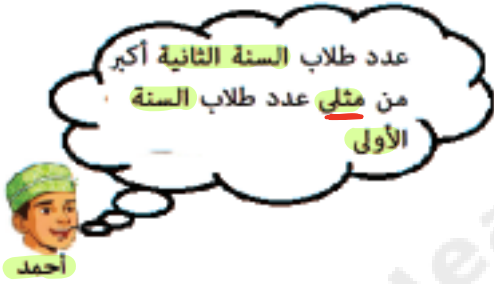 عدد طلاب السنة الثانية أكبر
من مثلي عدد طلاب السنة
الأولى
أحمد